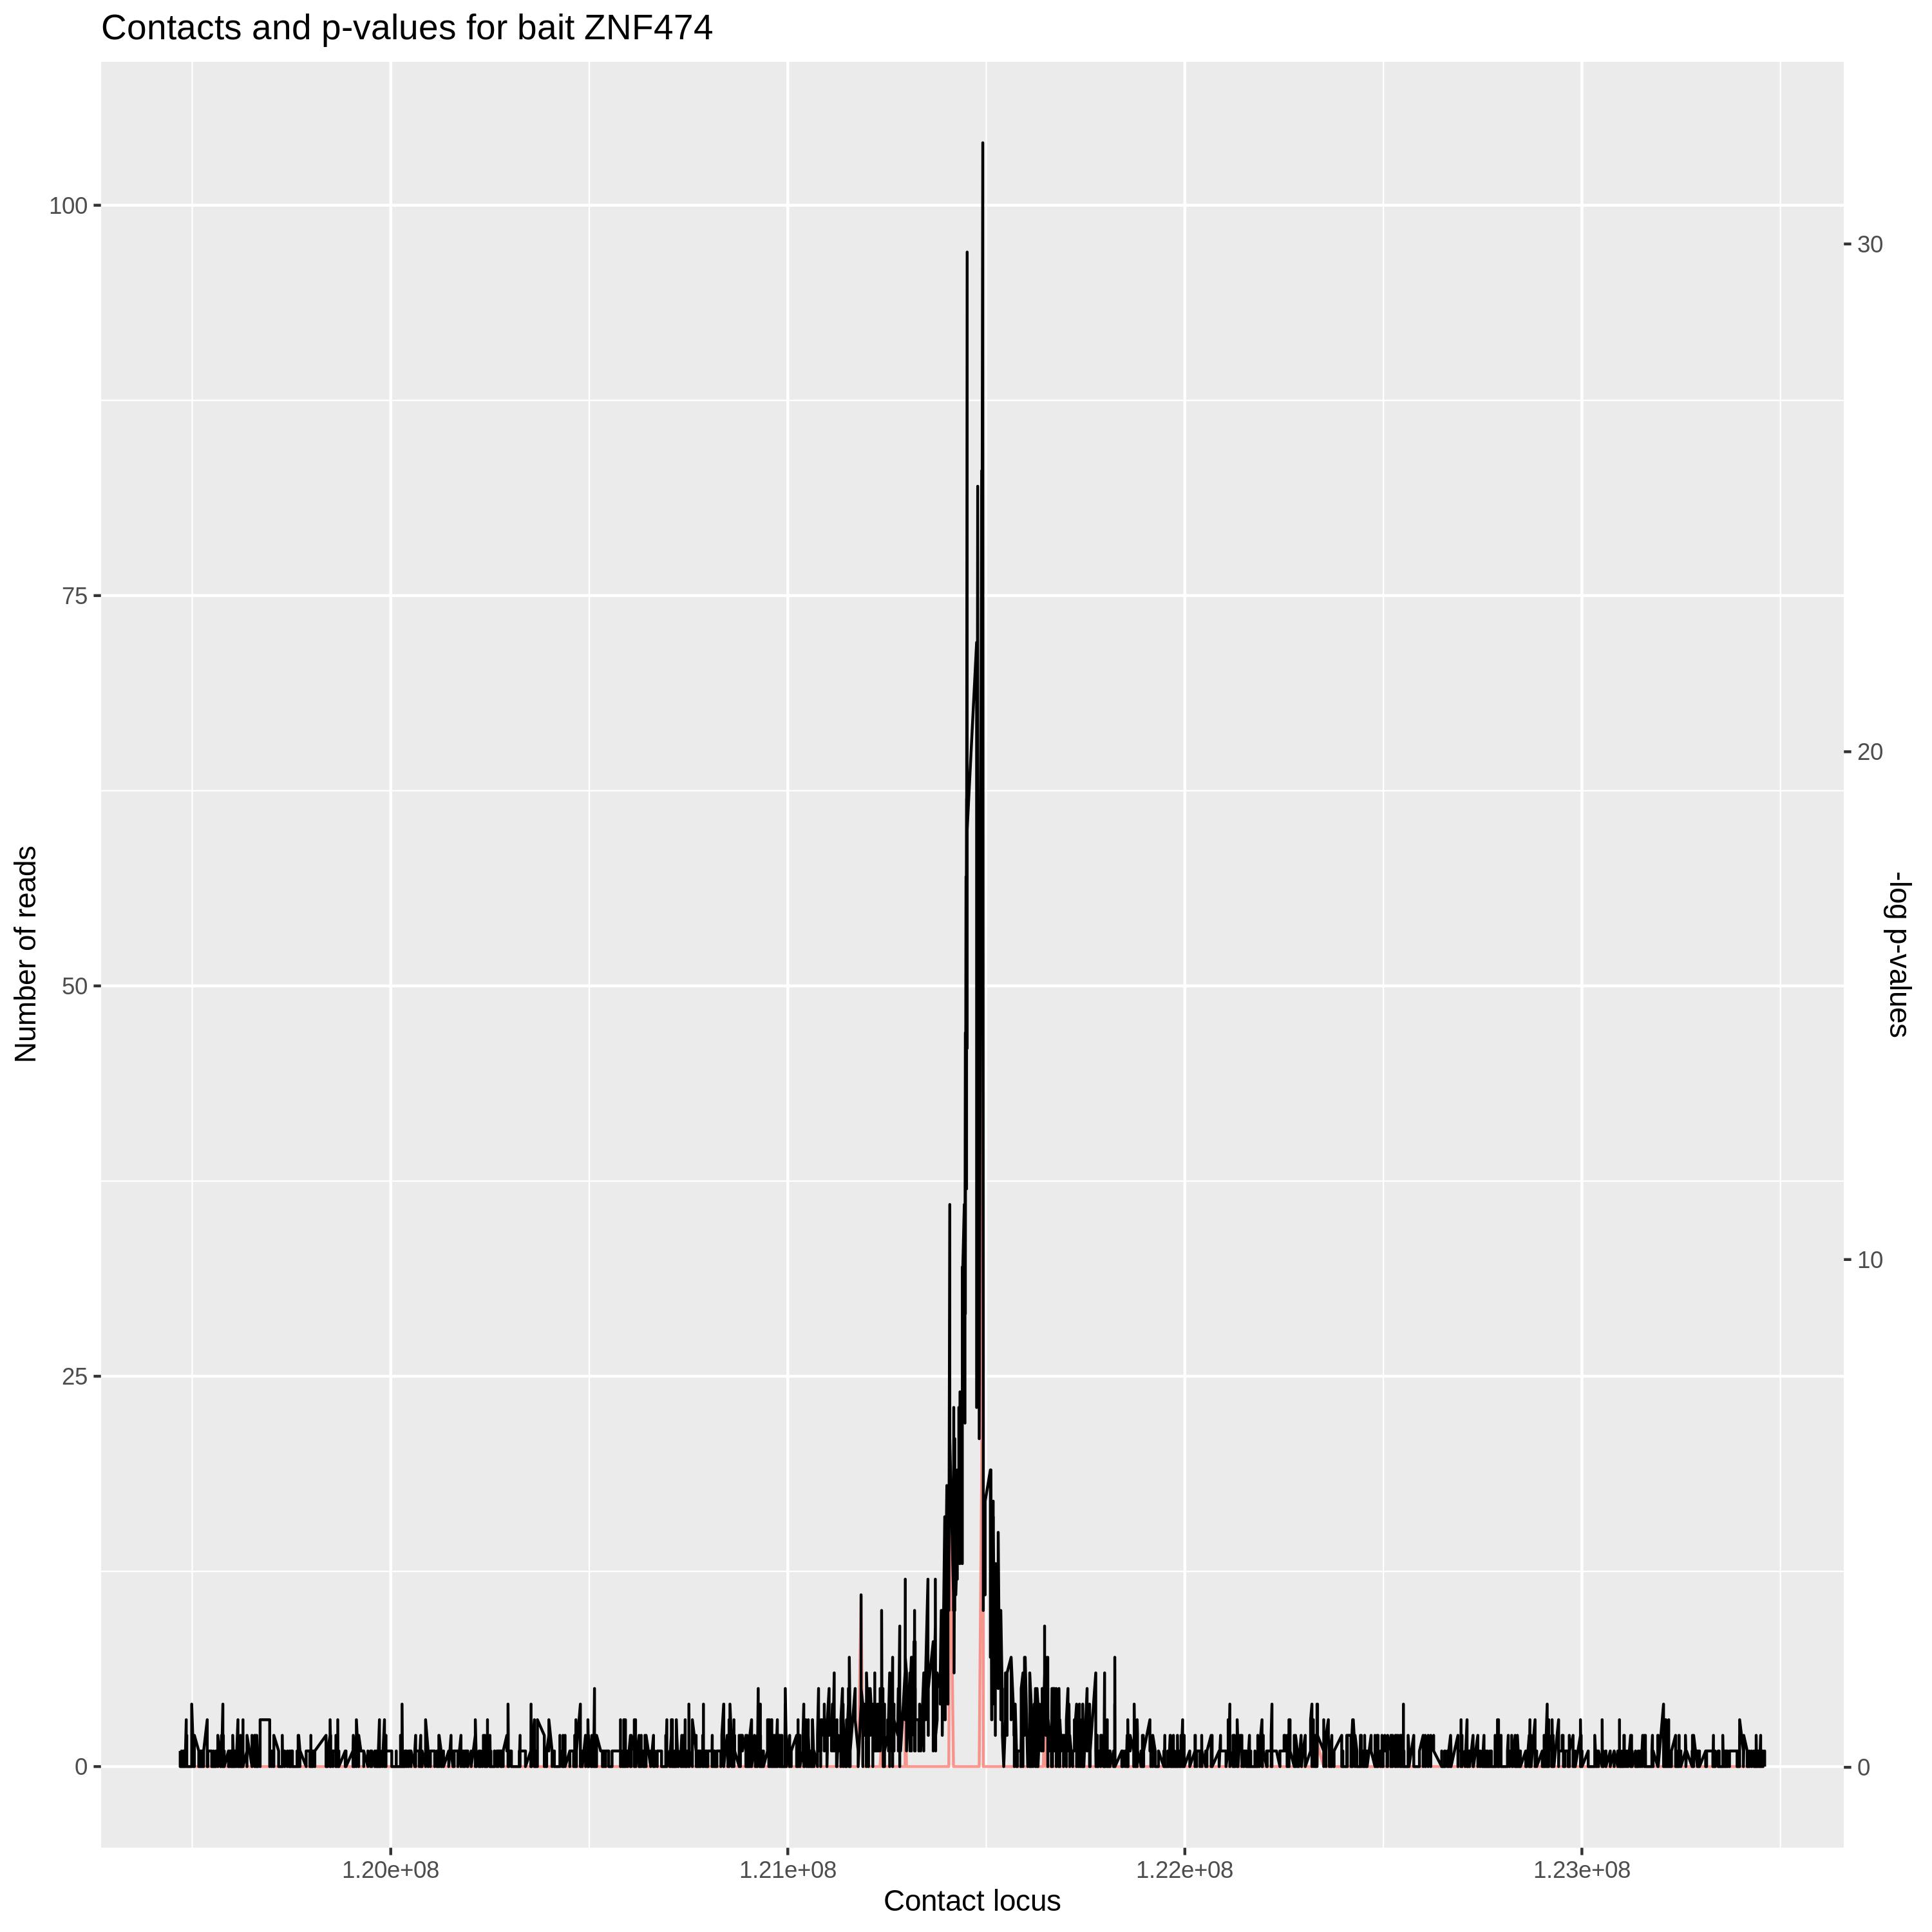 Contacts and p-values for bait ZNF474
100
75
50
25
0
Number of reads
30
20
10
0
-log p-values
1.20e+08 1.21e+08 1.22e+08 1.23e+08
Contact locus